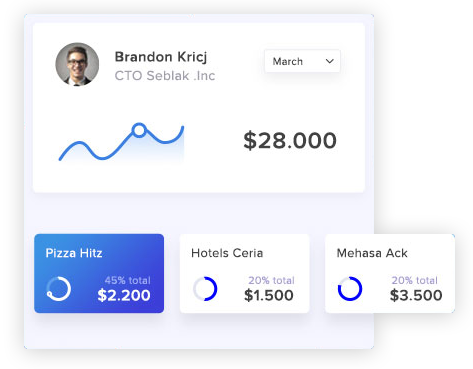 Brandon Kricj
CTO Seblak .Inc
March
$28.000
Pizza Hitz
45% total
$2.200
Hotels Ceria
20% total
$1.500
Mehasa Ack
20% total
$3.500